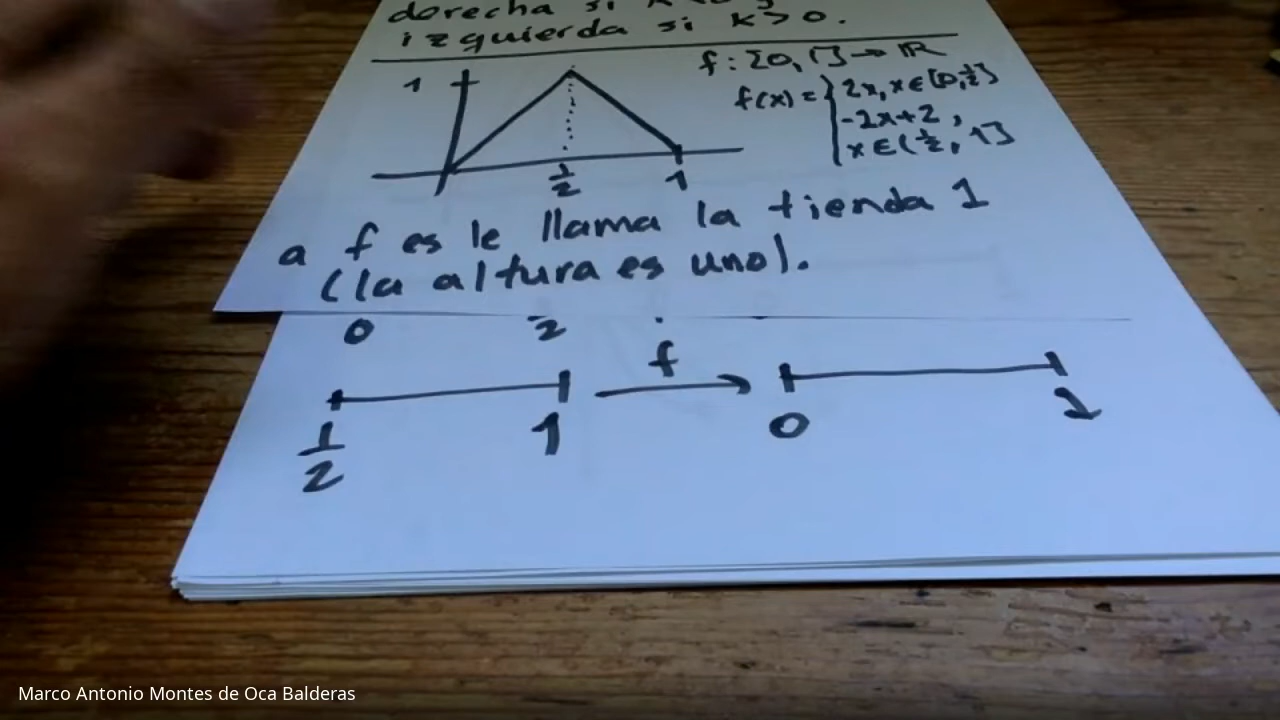 derecha si
izquierda si k>0.
1
f:[0,1]→ℝ
f(x)={2x, x∈[0,½]
-2x+2,
x∈(½, 1]
½ 1
a f es le llama la tienda 1
(la altura es uno).
0 ½
f
½ 1 0 1
Marco Antonio Montes de Oca Balderas